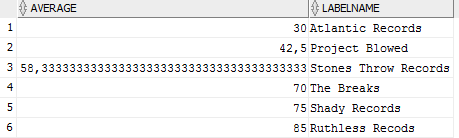 AVERAGE LABELNAME
1 30 Atlantic Records
2 42,5 Project Blowed
3 58,3333333333333333333333333333333333333 Stones Throw Records
4 70 The Breaks
5 75 Shady Records
6 85 Ruthless Recods